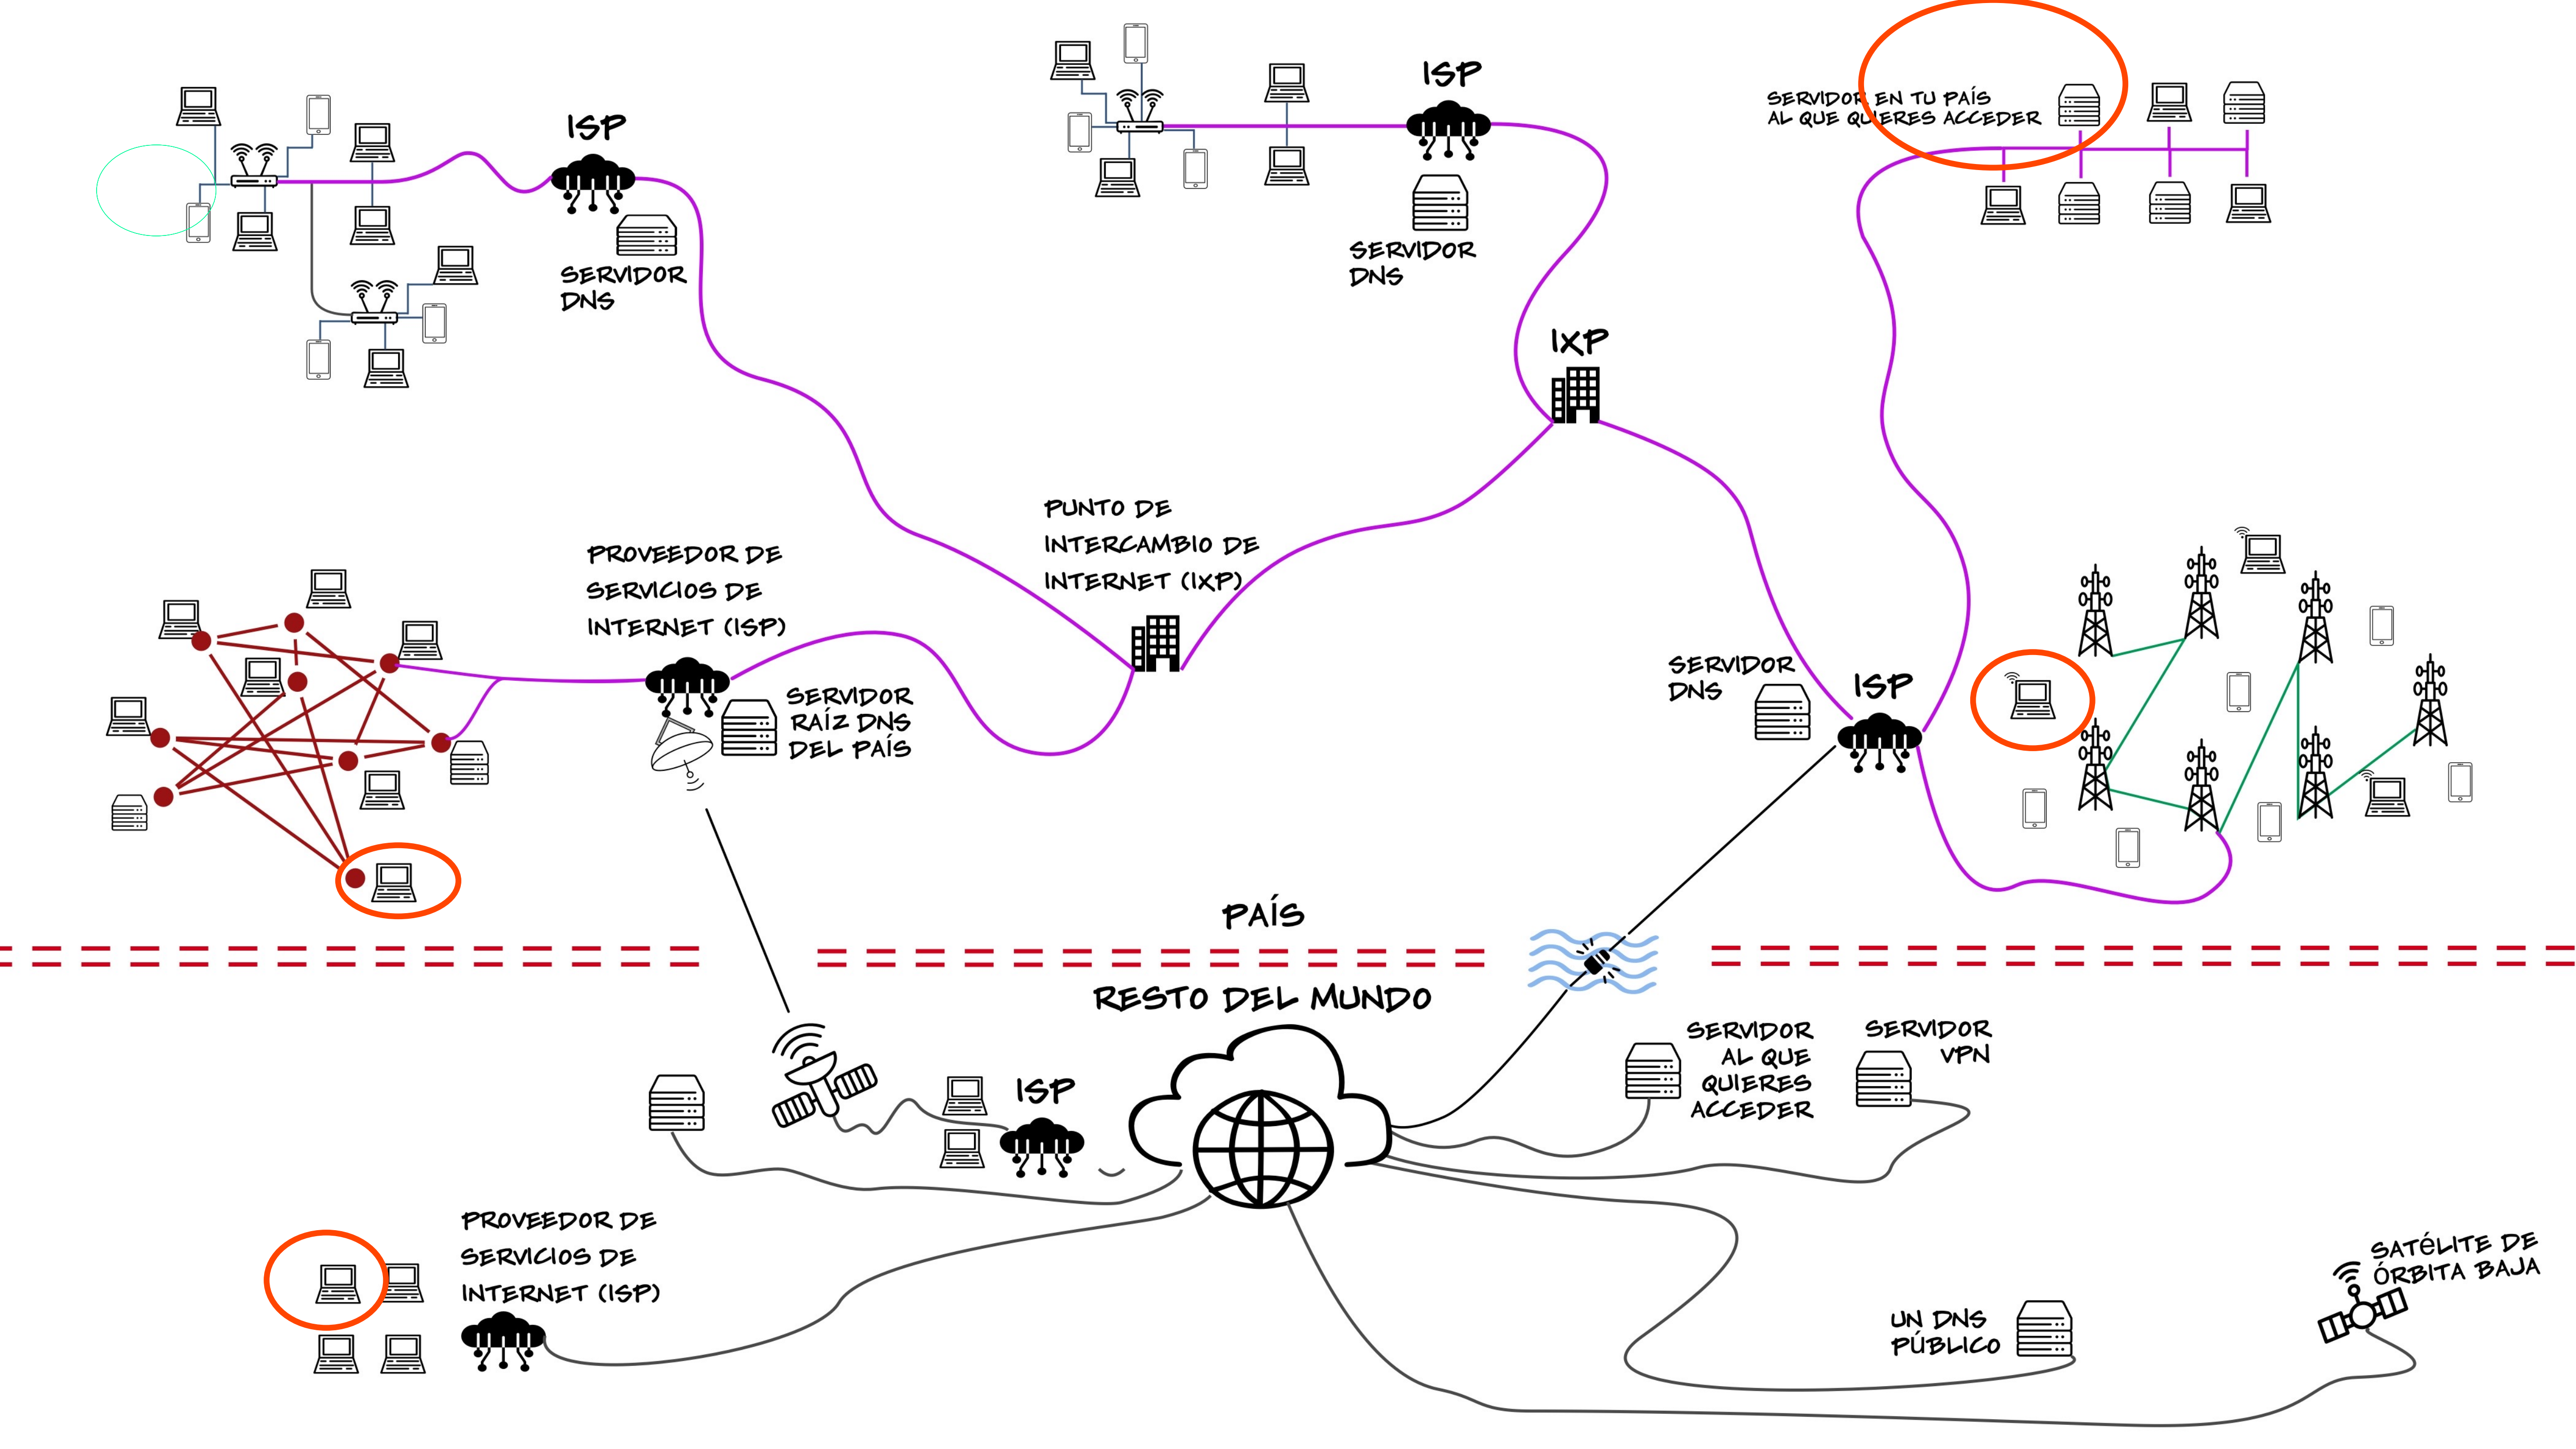 ISP
SERVIDOR
DNS
ISP
SERVIDOR
DNS
SERVIDOR EN TU PAÍS
AL QUE QUIERES ACCEDER
IXP
PUNTO DE
INTERCAMBIO DE
INTERNET (IXP)
PROVEEDOR DE
SERVICIOS DE
INTERNET (ISP)
SERVIDOR
RAÍZ DNS
DEL PAÍS
SERVIDOR
DNS
ISP
PAÍS
RESTO DEL MUNDO
ISP
SERVIDOR
AL QUE
QUIERES
ACCEDER
SERVIDOR
VPN
PROVEEDOR DE
SERVICIOS DE
INTERNET (ISP)
UN DNS
PÚBLICO
SATéLITE DE
ÓRBITA BAJA